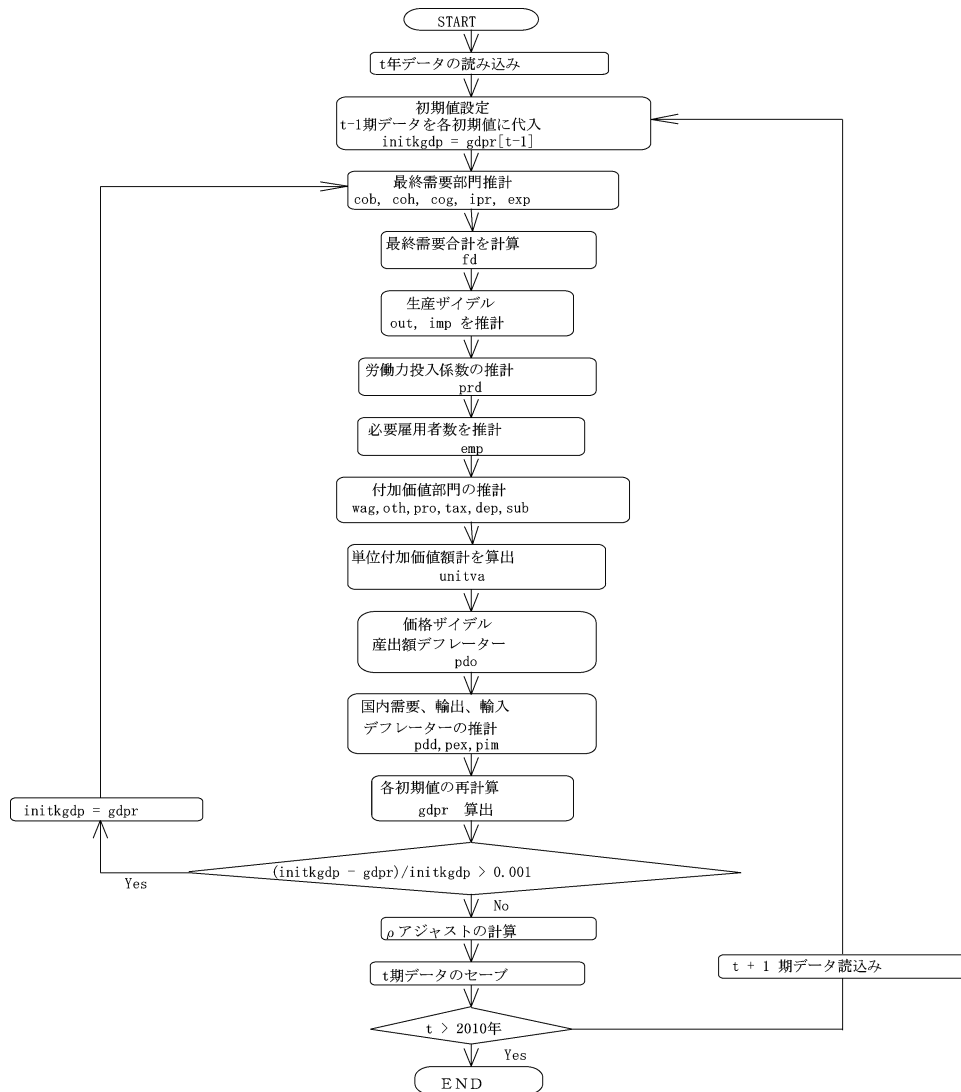 START
t年データの読み込み
初期値設定
t-1期データを各初期値に代入
initkgdp = gdpr[t-1]
最終需要部門推計
cob, coh, cog, ipr, exp
最終需要合計を計算
fd
生産ザイデル
out, imp を推計
労働力投入係数の推計
prd
必要雇用者数を推計
emp
付加価値部門の推計
wag,oth,pro,tax,dep,sub
単位付加価値額計を算出
unitva
価格ザイデル
産出額デフレーター
pdo
国内需要、輸出、輸入
デフレーターの推計
pdd,pex,pim
各初期値の再計算
gdpr 算出
initkgdp = gdpr
(initkgdp - gdpr)/initkgdp > 0.001
Yes
No
ρアジャストの計算
t期データのセーブ
t + 1 期データ読込み
t > 2010年
Yes
END